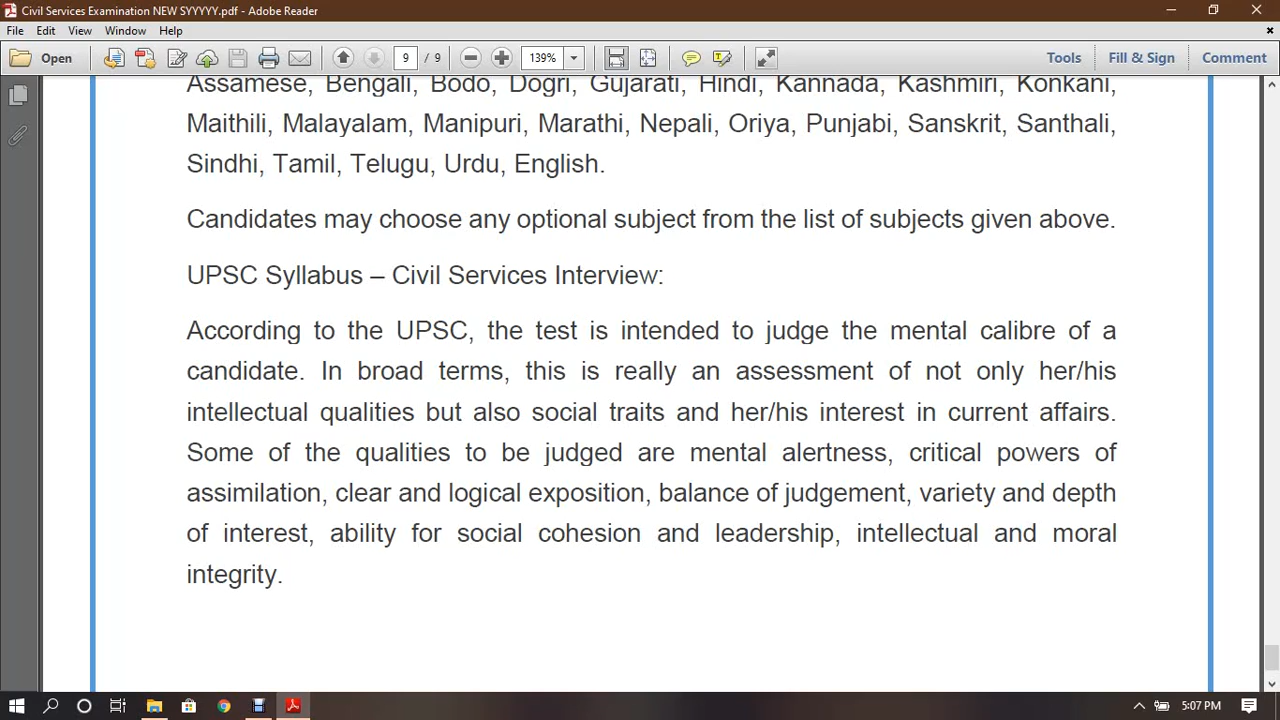 Civil Services Examination NEW SYYYYY.pdf - Adobe Reader
File Edit View Window Help
Open 9 / 9 139% Tools Fill & Sign Comment
Assamese, Bengali, Bodo, Dogri, Gujarati, Hindi, Kannada, Kashmiri, Konkani,
Maithili, Malayalam, Manipuri, Marathi, Nepali, Oriya, Punjabi, Sanskrit, Santhali,
Sindhi, Tamil, Telugu, Urdu, English.
Candidates may choose any optional subject from the list of subjects given above.
UPSC Syllabus – Civil Services Interview:
According to the UPSC, the test is intended to judge the mental calibre of a
candidate. In broad terms, this is really an assessment of not only her/his
intellectual qualities but also social traits and her/his interest in current affairs.
Some of the qualities to be judged are mental alertness, critical powers of
assimilation, clear and logical exposition, balance of judgement, variety and depth
of interest, ability for social cohesion and leadership, intellectual and moral
integrity.
5:07 PM